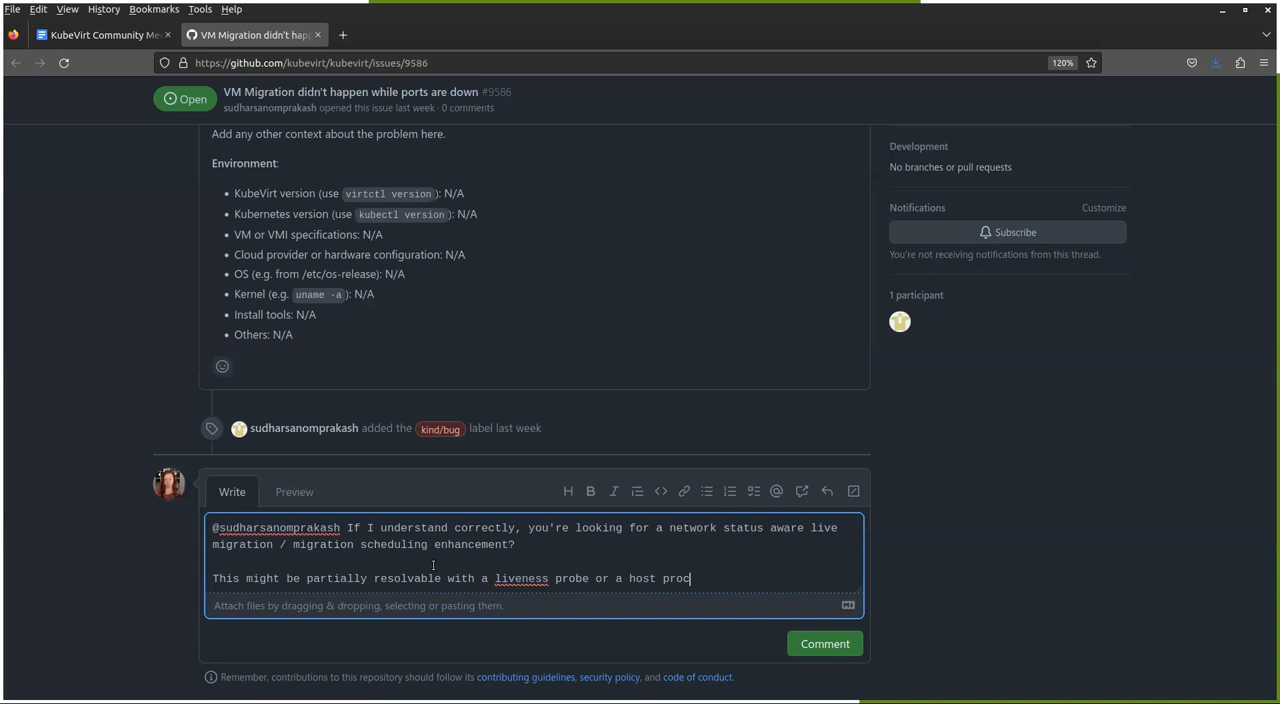 File Edit View History Bookmarks Tools Help
KubeVirt Community Me
VM Migration didn't hap
https://github.com/kubevirt/kubevirt/issues/9586
120%
Open
VM Migration didn't happen while ports are down #9586
sudharsanomprakash opened this issue last week · 0 comments
Add any other context about the problem here.
Environment:
• KubeVirt version (use virtctl version): N/A
• Kubernetes version (use kubectl version): N/A
• VM or VMI specifications: N/A
• Cloud provider or hardware configuration: N/A
• OS (e.g. from /etc/os-release): N/A
• Kernel (e.g. uname -a): N/A
• Install tools: N/A
• Others: N/A
Development
No branches or pull requests
Notifications
Customize
Subscribe
You're not receiving notifications from this thread.
1 participant
sudharsanomprakash added the kind/bug label last week
Write
Preview
@sudharsanomprakash If I understand correctly, you're looking for a network status aware live
migration / migration scheduling enhancement?
This might be partially resolvable with a liveness probe or a host proc
Attach files by dragging & dropping, selecting or pasting them.
Comment
Remember, contributions to this repository should follow its contributing guidelines, security policy, and code of conduct.